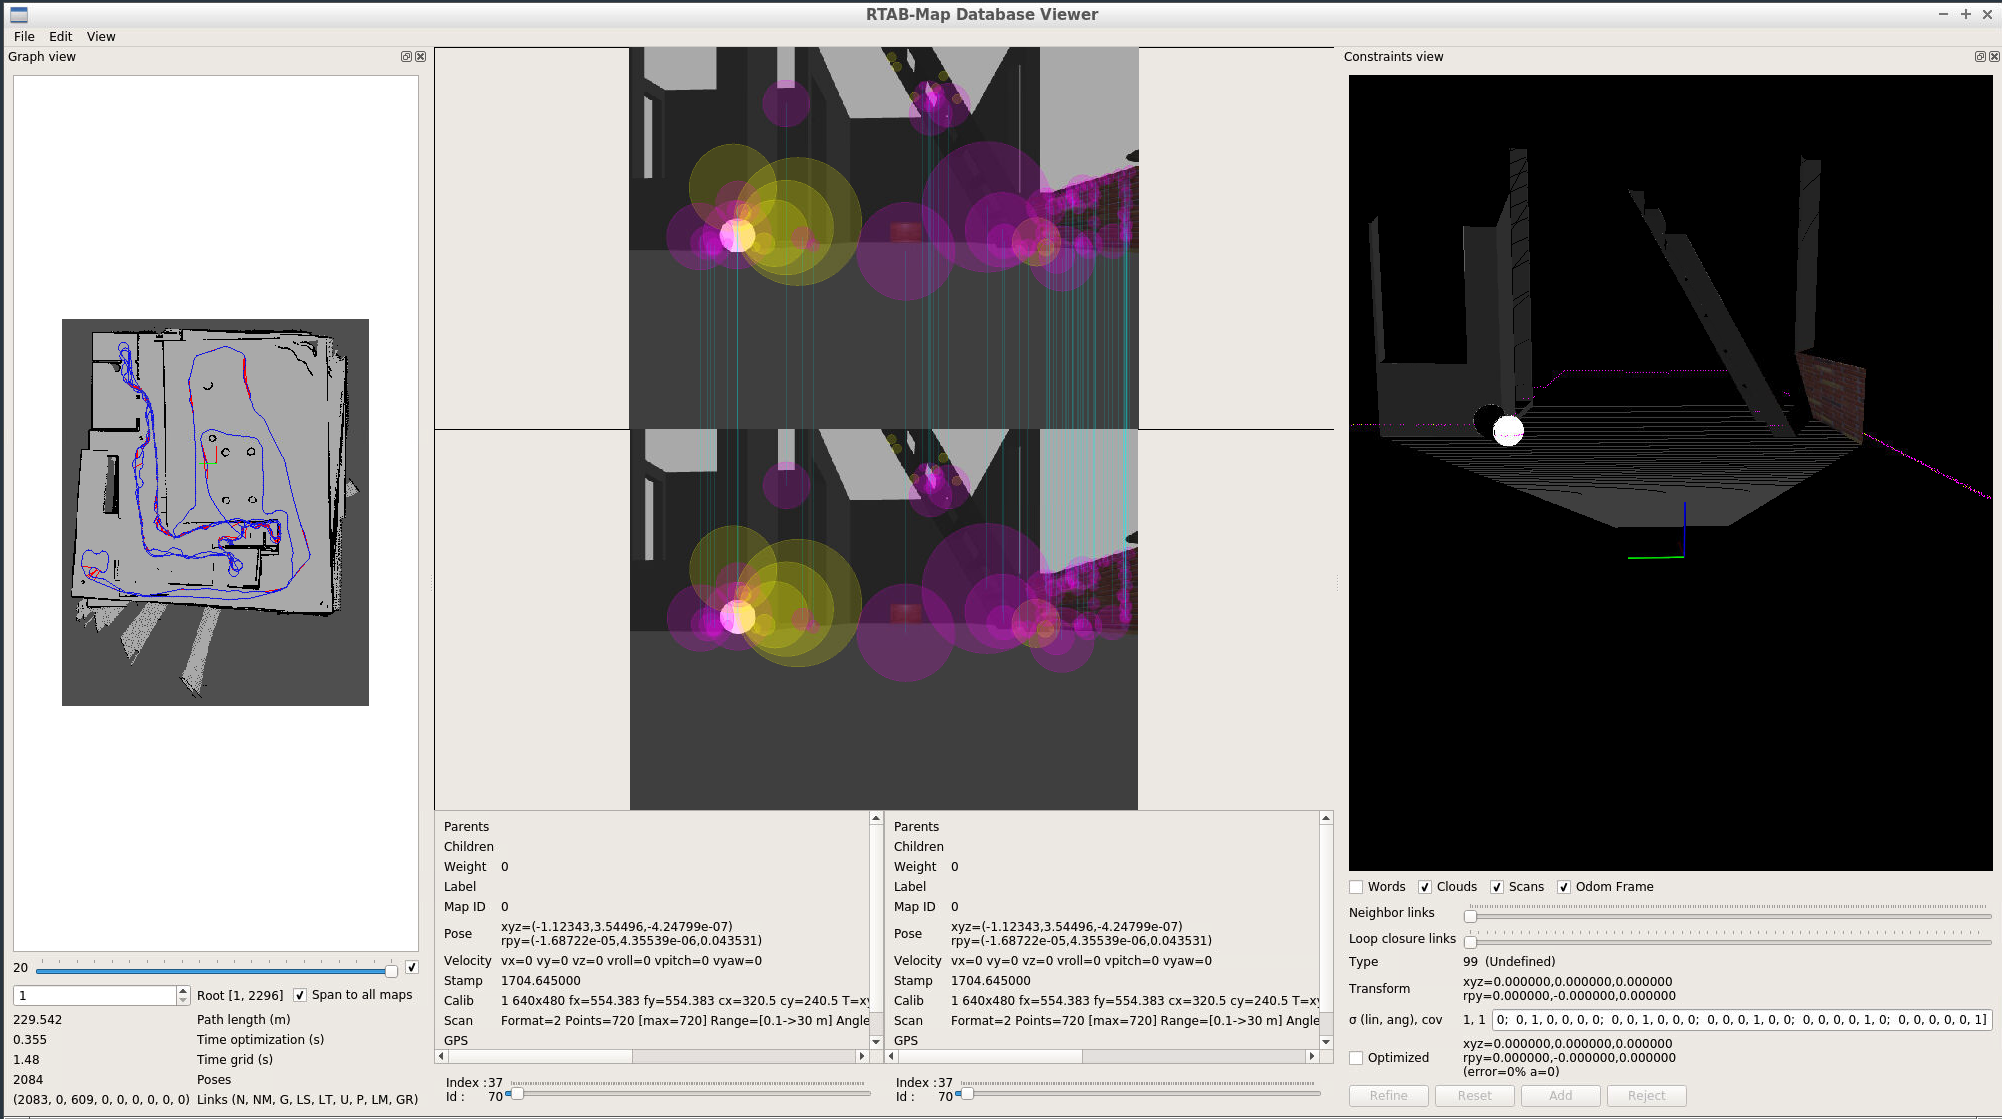 RTAB-Map Database Viewer
File Edit View
Graph view
20
1 Root [1, 2296] Span to all maps
229.542 Path length (m)
0.355 Time optimization (s)
1.48 Time grid (s)
2084 Poses
(2083, 0, 609, 0, 0, 0, 0, 0, 0) Links (N, NM, G, LS, LT, U, P, LM, GR)
Parents
Children
Weight 0
Label
Map ID 0
Pose xyz=(-1.12343,3.54496,-4.24799e-07)
rpy=(-1.68722e-05,4.35539e-06,0.043531)
Velocity vx=0 vy=0 vz=0 vroll=0 vpitch=0 vyaw=0
Stamp 1704.645000
Calib 1 640x480 fx=554.383 fy=554.383 cx=320.5 cy=240.5 T=xy
Scan Format=2 Points=720 [max=720] Range=[0.1->30 m] Angle
GPS
Index : 37
Id : 70
Parents
Children
Weight 0
Label
Map ID 0
Pose xyz=(-1.12343,3.54496,-4.24799e-07)
rpy=(-1.68722e-05,4.35539e-06,0.043531)
Velocity vx=0 vy=0 vz=0 vroll=0 vpitch=0 vyaw=0
Stamp 1704.645000
Calib 1 640x480 fx=554.383 fy=554.383 cx=320.5 cy=240.5 T=xy
Scan Format=2 Points=720 [max=720] Range=[0.1->30 m] Angle
GPS
Index : 37
Id : 70
Constraints view
Words Clouds Scans Odom Frame
Neighbor links
Loop closure links
Type 99 (Undefined)
Transform xyz=0.000000,0.000000,0.000000
rpy=0.000000,-0.000000,0.000000
σ (lin, ang), cov 1, 1 0; 0, 1, 0, 0, 0, 0; 0, 0, 1, 0, 0, 0; 0, 0, 0, 1, 0, 0; 0, 0, 0, 0, 1, 0; 0, 0, 0, 0, 0, 1]
Optimized xyz=0.000000,0.000000,0.000000
rpy=0.000000,-0.000000,0.000000
(error=0% a=0)
Refine Reset Add Reject